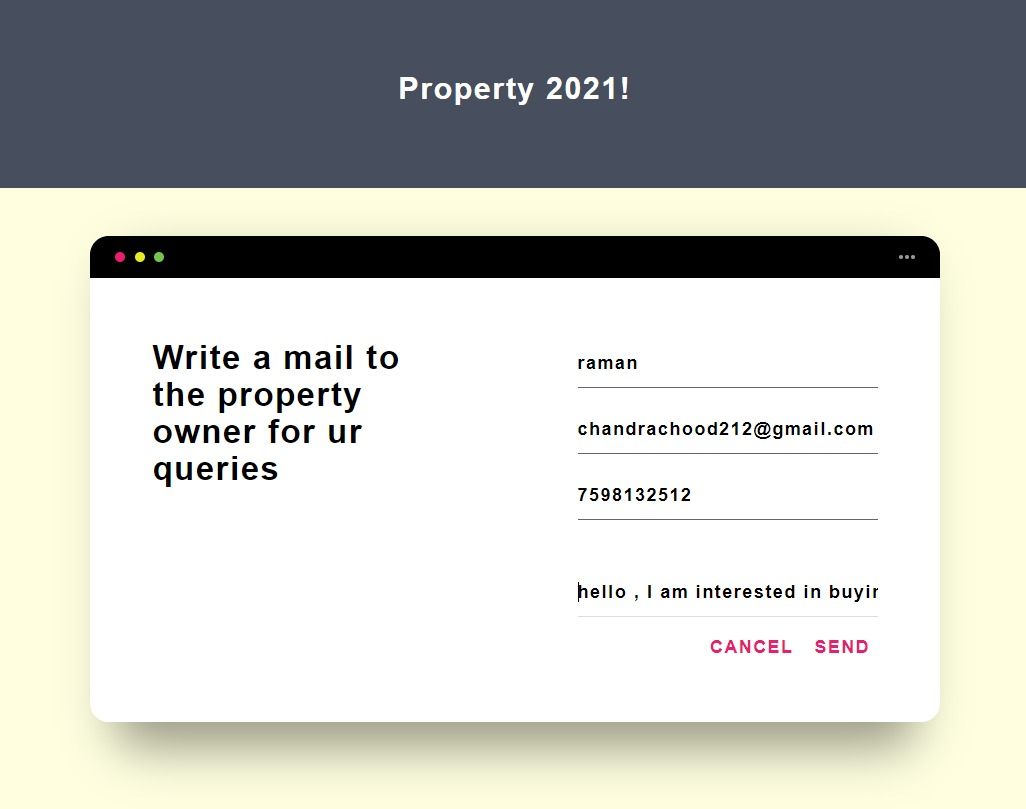 Property 2021!
Write a mail to
the property
owner for ur
queries
raman
chandrachood212@gmail.com
7598132512
hello , I am interested in
CANCEL SEND